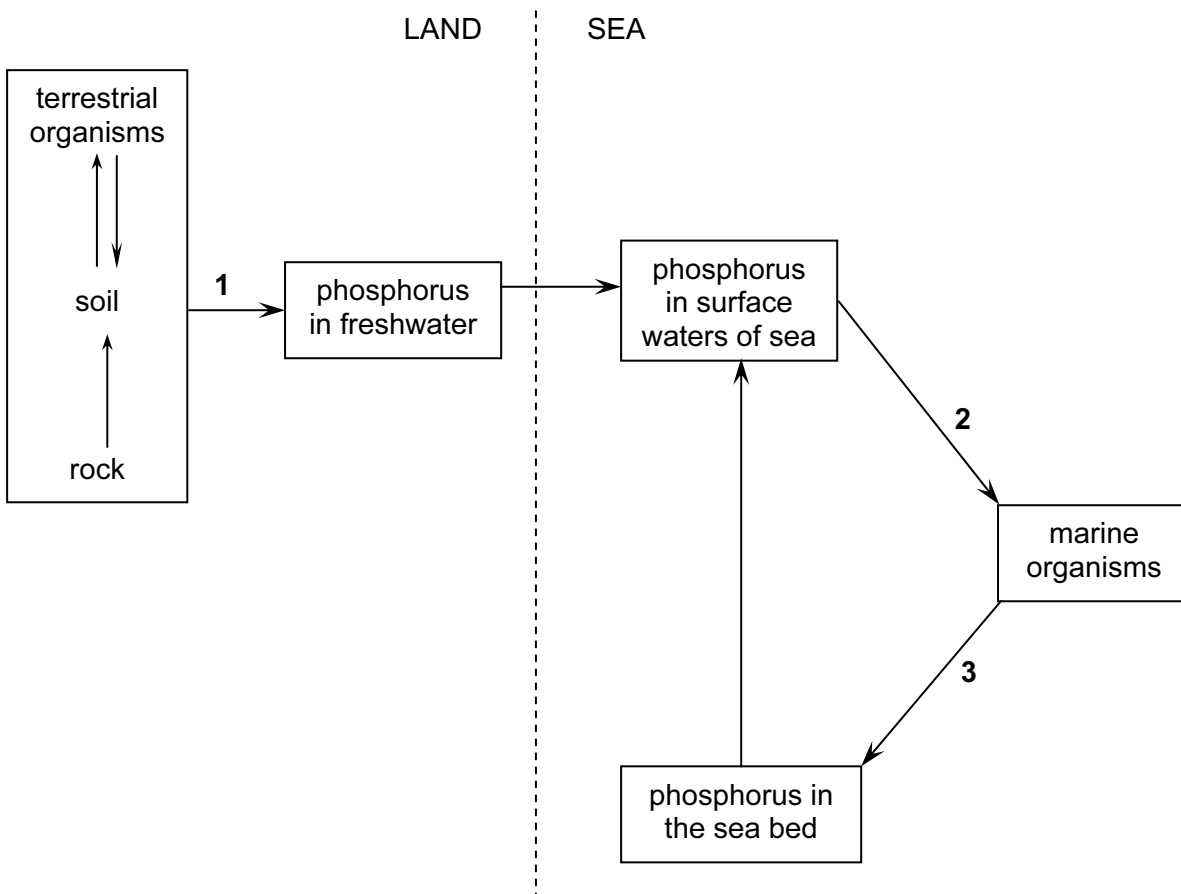 LAND
SEA
terrestrial
organisms
soil
rock
1
phosphorus
in freshwater
phosphorus
in surface
waters of sea
2
marine
organisms
3
phosphorus in
the sea bed